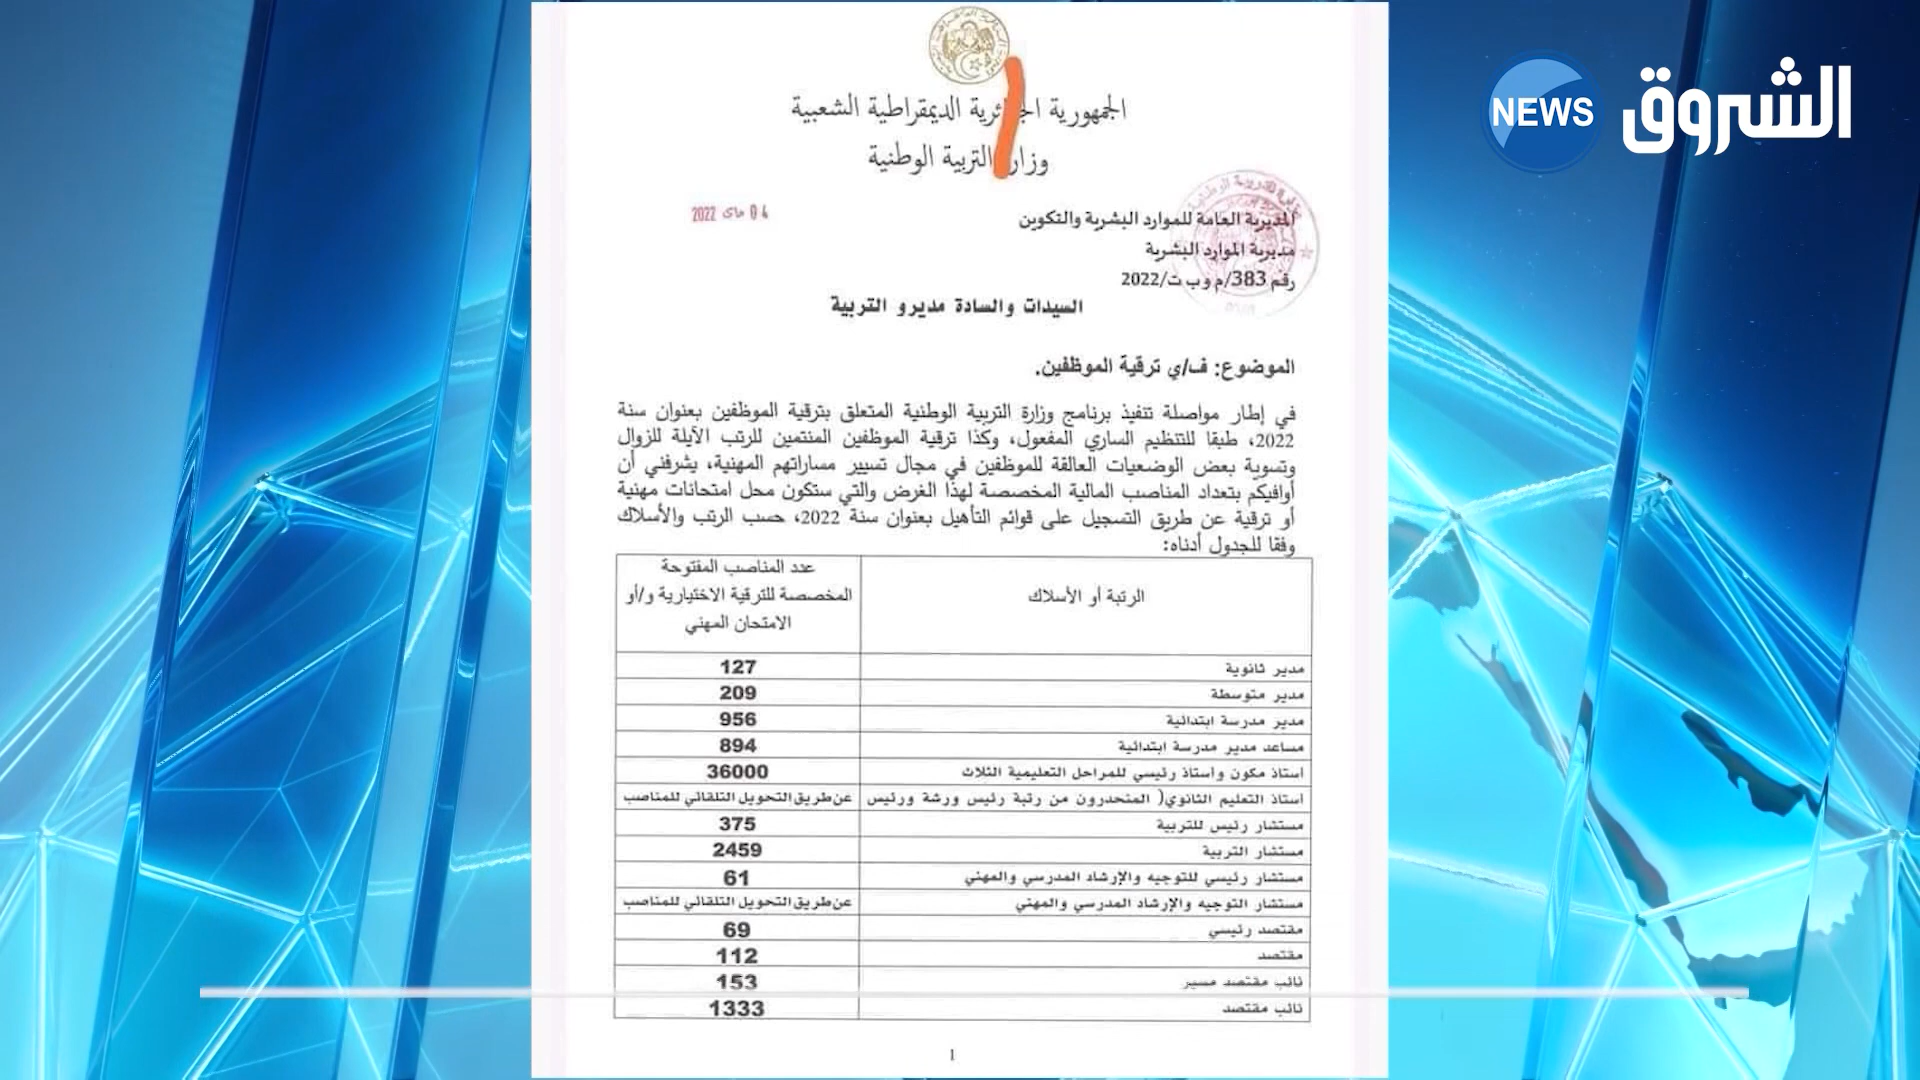 الشروق
NEWS
الجمهورية الجزائرية الديمقراطية الشعبية
وزارة التربية الوطنية
04 ماي 2022
المديرية العامة للموارد البشرية والتكوين
مديرية الموارد البشرية
رقم 383/م و ب ت/2022
السيدات والسادة مديرو التربية
الموضوع: ف/ي ترقية الموظفين.
في إطار مواصلة تنفيذ برنامج وزارة التربية الوطنية المتعلق بترقية الموظفين بعنوان سنة
2022، طبقا للتنظيم الساري المفعول، وكذا ترقية الموظفين المنتمين للرتب الآيلة للزوال
وتسوية بعض الوضعيات العالقة للموظفين في مجال تسيير مساراتهم المهنية، يشرفني أن
أوافيكم بتعداد المناصب المالية المخصصة لهذا الغرض والتي ستكون محل امتحانات مهنية
أو ترقية عن طريق التسجيل على قوائم التأهيل بعنوان سنة 2022، حسب الرتب والأسلاك
وفقا للجدول أدناه:
الرتبة أو الأسلاك
عدد المناصب المفتوحة
المخصصة للترقية الاختيارية و/أو
الامتحان المهني
مدير ثانوية 127
مدير متوسطة 209
مدير مدرسة ابتدائية 956
مساعد مدير مدرسة ابتدائية 894
استاذ مكون واستاذ رئيسي للمراحل التعليمية الثلاث 36000
استاذ التعليم الثانوي( المنحدرون من رتبة رئيس ورشة ورئيس عن طريق التحويل التلقائي للمناصب
مستشار رئيس للتربية 375
مستشار التربية 2459
مستشار رئيسي للتوجيه والإرشاد المدرسي والمهني 61
مستشار التوجيه والإرشاد المدرسي والمهني عن طريق التحويل التلقائي للمناصب
مقتصد رئيسي 69
مقتصد 112
نائب مقتصد مسير 153
نائب مقتصد 1333
1